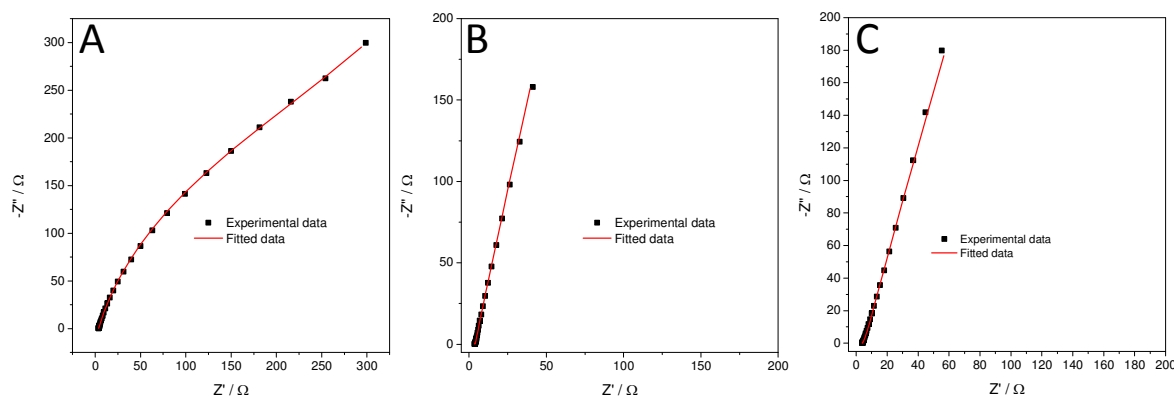 A
300
250
200
150
100
50
0
-Z" / Ω
Experimental data
Fitted data
0 50 100 150 200 250 300
Z' / Ω
B
200
150
100
50
0
-Z" / Ω
Experimental data
Fitted data
0 50 100 150 200
Z' / Ω
C
200
180
160
140
120
100
80
60
40
20
0
-Z" / Ω
Experimental data
Fitted data
0 20 40 60 80 100 120 140 160 180 200
Z' / Ω